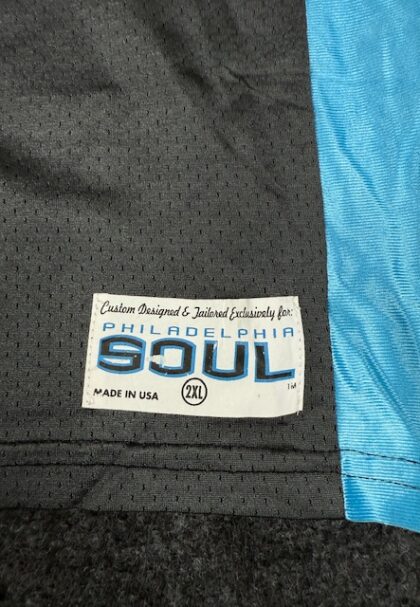 Custom Designed & Tailored Exclusively for:
PHILADELPHIA
SOUL
TM
MADE IN USA 2XL